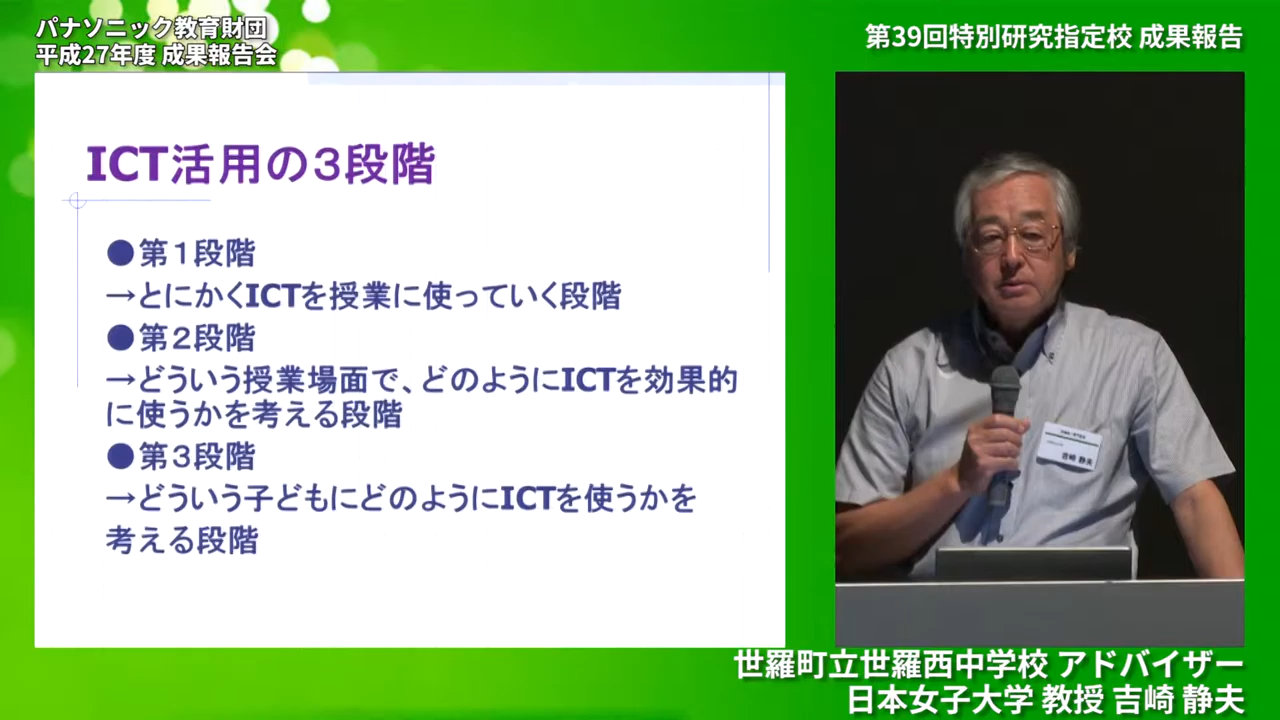 パナソニック教育財団
平成27年度 成果報告会
第39回特別研究指定校 成果報告
ICT活用の３段階
●第１段階
→とにかくICTを授業に使っていく段階
●第２段階
→どういう授業場面で、どのようにICTを効果的
に使うかを考える段階
●第３段階
→どういう子どもにどのようにICTを使うかを
考える段階
吉崎 静夫
世羅町立世羅西中学校 アドバイザー
日本女子大学 教授 吉崎 静夫